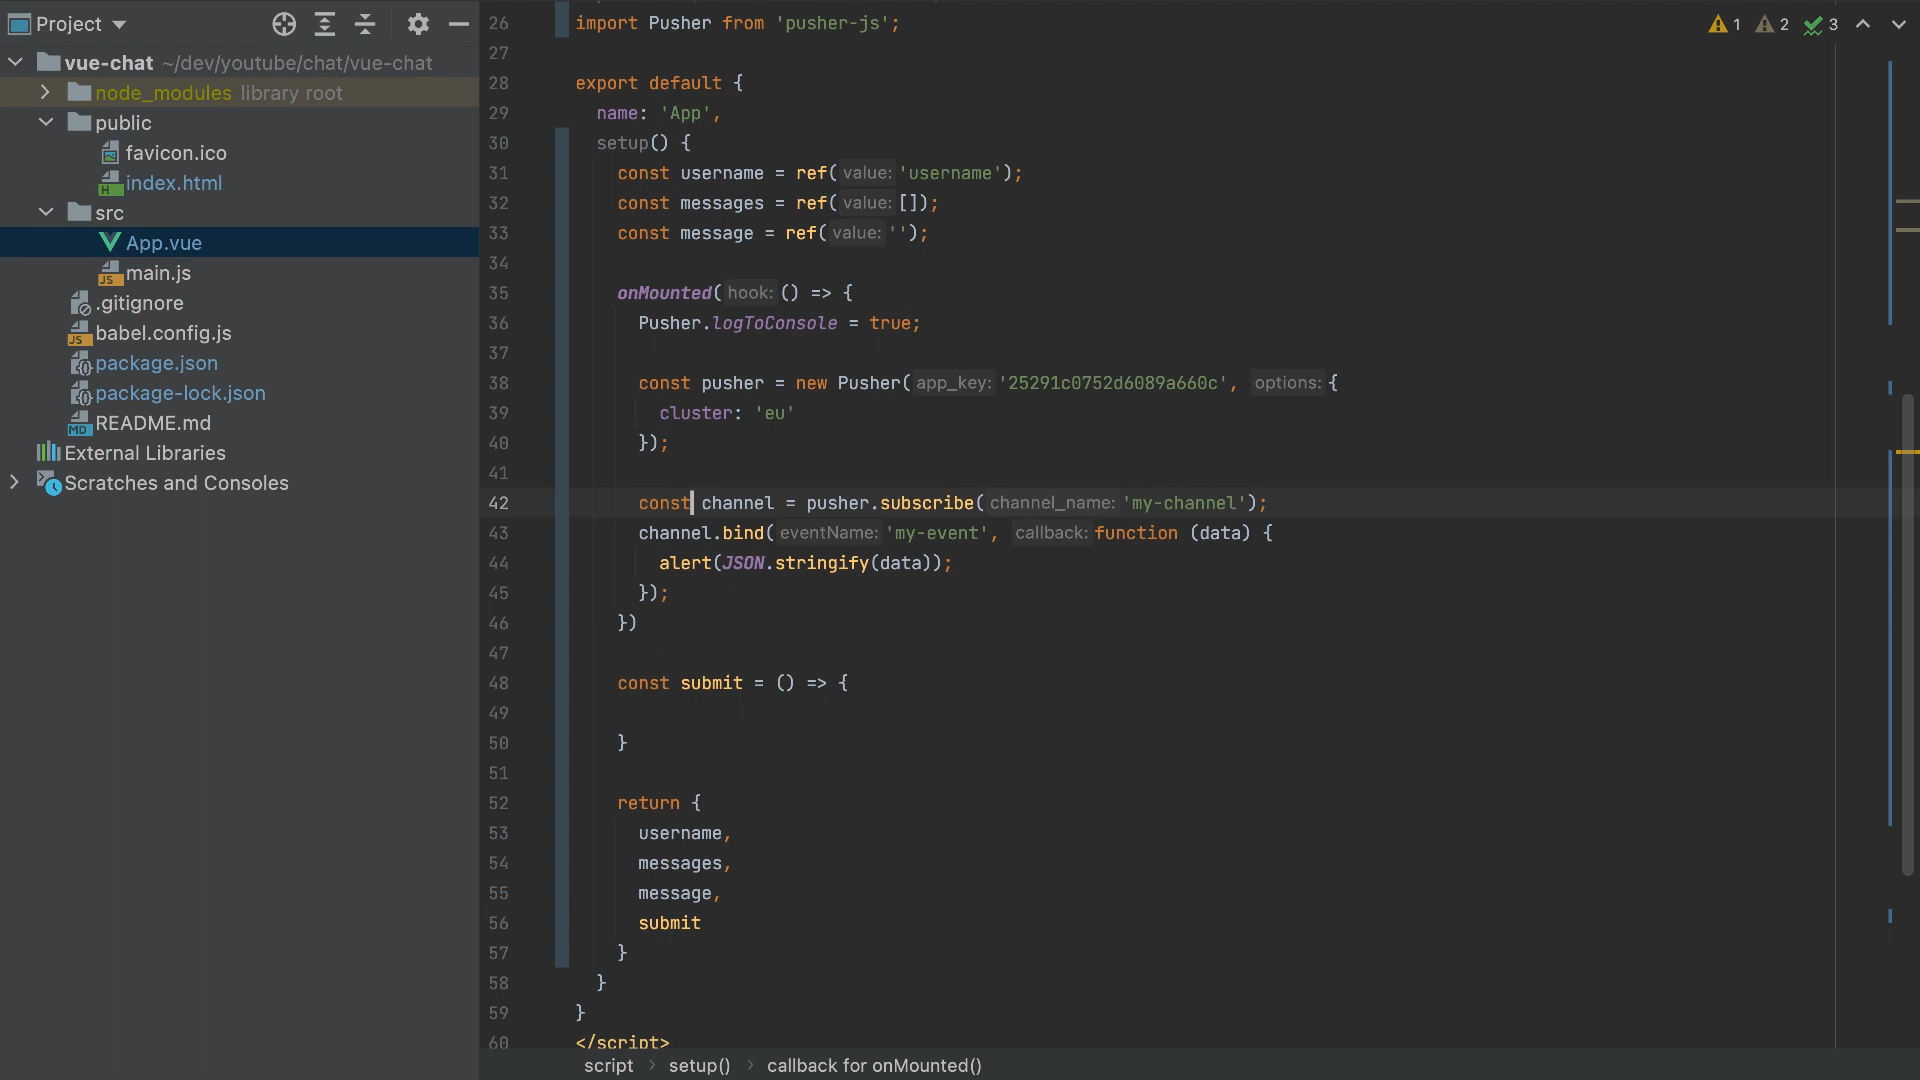 Project
vue-chat ~/dev/youtube/chat/vue-chat
node_modules library root
public
favicon.ico
index.html
src
App.vue
main.js
.gitignore
babel.config.js
package.json
package-lock.json
README.md
External Libraries
Scratches and Consoles
1 2 3
26 import Pusher from 'pusher-js';
27
28 export default {
29 name: 'App',
30 setup() {
31 const username = ref( value: 'username');
32 const messages = ref( value: []);
33 const message = ref( value: '');
34
35 onMounted( hook: () => {
36 Pusher.logToConsole = true;
37
38 const pusher = new Pusher( app_key: '25291c0752d6089a660c', options: {
39 cluster: 'eu'
40 });
41
42 const channel = pusher.subscribe( channel_name: 'my-channel');
43 channel.bind( eventName: 'my-event', callback: function (data) {
44 alert(JSON.stringify(data));
45 });
46 })
47
48 const submit = () => {
49
50 }
51
52 return {
53 username,
54 messages,
55 message,
56 submit
57 }
58 }
59 }
60 </script>
script > setup() > callback for onMounted()